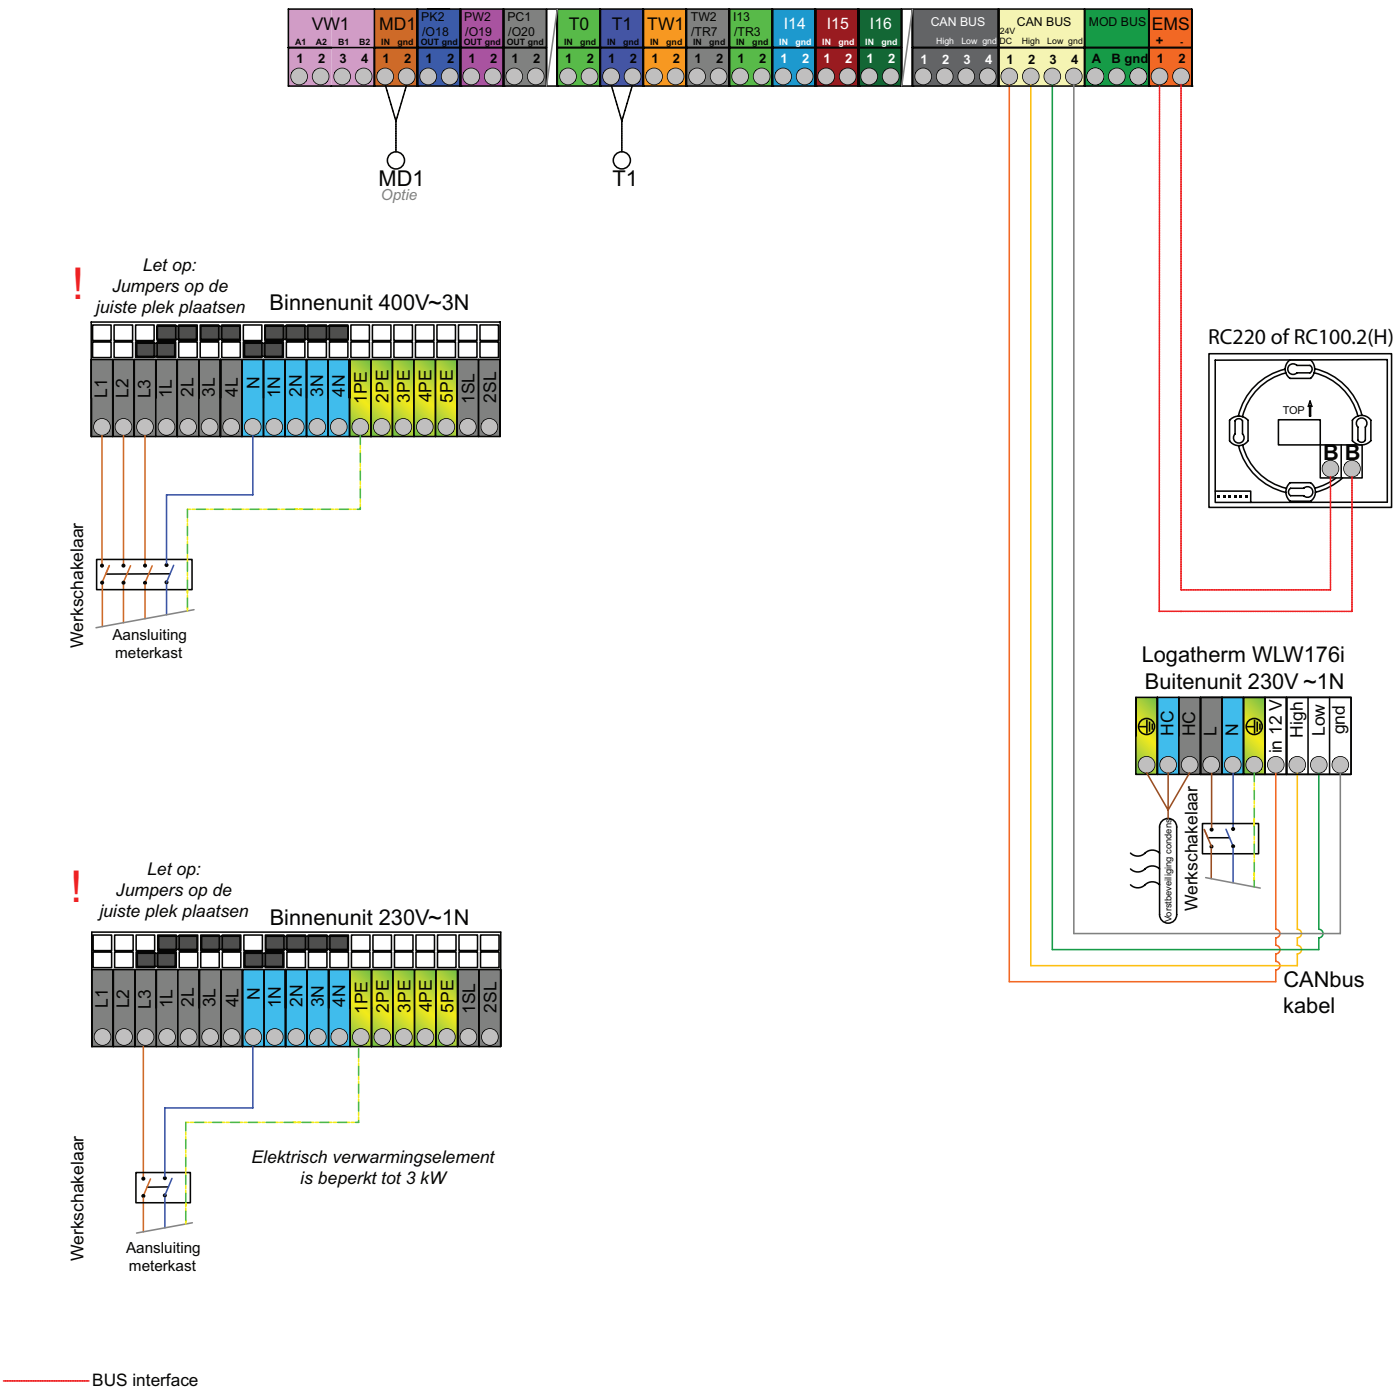 VW1 MD1 PK2 /O18 PW2 /O19 PC1 /O20 T0 T1 TW1 TW2 /TR7 I13 /TR3 I14 I15 I16 CAN BUS CAN BUS MOD BUS EMS
A1 A2 B1 B2 IN gnd OUT gnd OUT gnd OUT gnd IN gnd IN gnd IN gnd IN gnd IN gnd IN gnd IN gnd IN gnd High Low gnd 24V DC High Low gnd + -
1 2 3 4 1 2 1 2 1 2 1 2 1 2 1 2 1 2 1 2 1 2 1 2 1 2 1 2 1 2 3 4 1 2 3 4 A B gnd 1 2
MD1
Optie
T1
!
Let op:
Jumpers op de
juiste plek plaatsen
Binnenunit 400V~3N
L1 L2 L3 1L 2L 3L 4L N 1N 2N 3N 4N 1PE 2PE 3PE 4PE 5PE 1SL 2SL
Werkschakelaar
Aansluiting
meterkast
RC220 of RC100.2(H)
TOP
B B
Logatherm WLW176i
Buitenunit 230V ~1N
HC HC L N in 12 V High Low gnd
Vorstbeveiliging condens
Werkschakelaar
CANbus
kabel
!
Let op:
Jumpers op de
juiste plek plaatsen
Binnenunit 230V~1N
L1 L2 L3 1L 2L 3L 4L N 1N 2N 3N 4N 1PE 2PE 3PE 4PE 5PE 1SL 2SL
Werkschakelaar
Elektrisch verwarmingselement
is beperkt tot 3 kW
Aansluiting
meterkast
BUS interface